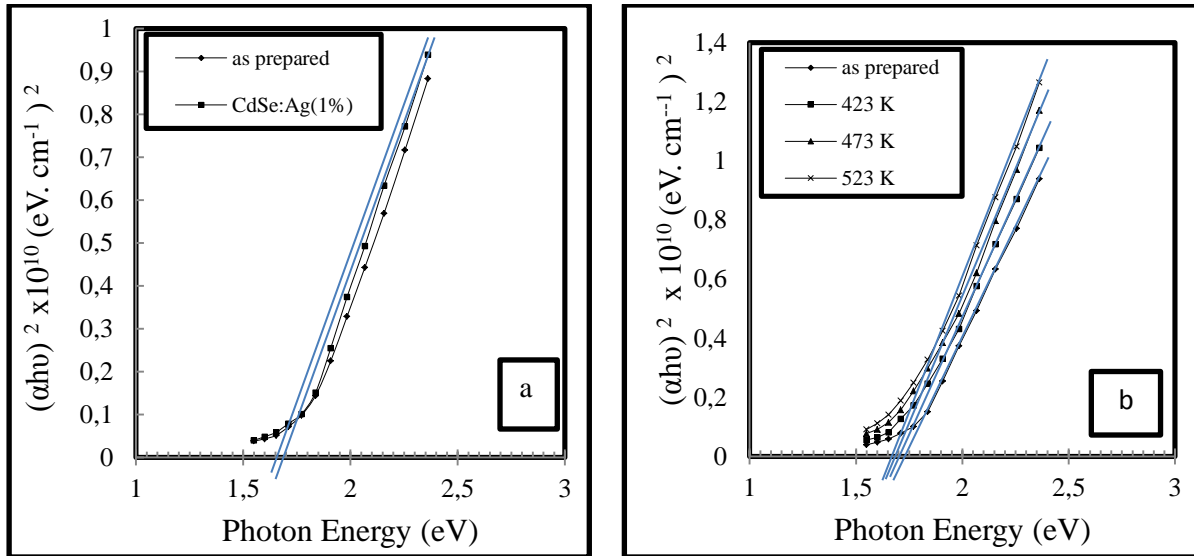 (αhυ) ² x10¹⁰ (eV. cm⁻¹ ) ²
1
0,9
0,8
0,7
0,6
0,5
0,4
0,3
0,2
0,1
0
as prepared
CdSe:Ag(1%)
a
1
1,5
2
2,5
3
Photon Energy (eV)
(αhυ) ² x 10¹⁰ (eV. cm⁻⁻¹ ) ²
1,4
1,2
1
0,8
0,6
0,4
0,2
0
as prepared
423 K
473 K
523 K
b
1
1,5
2
2,5
3
Photon Energy (eV)